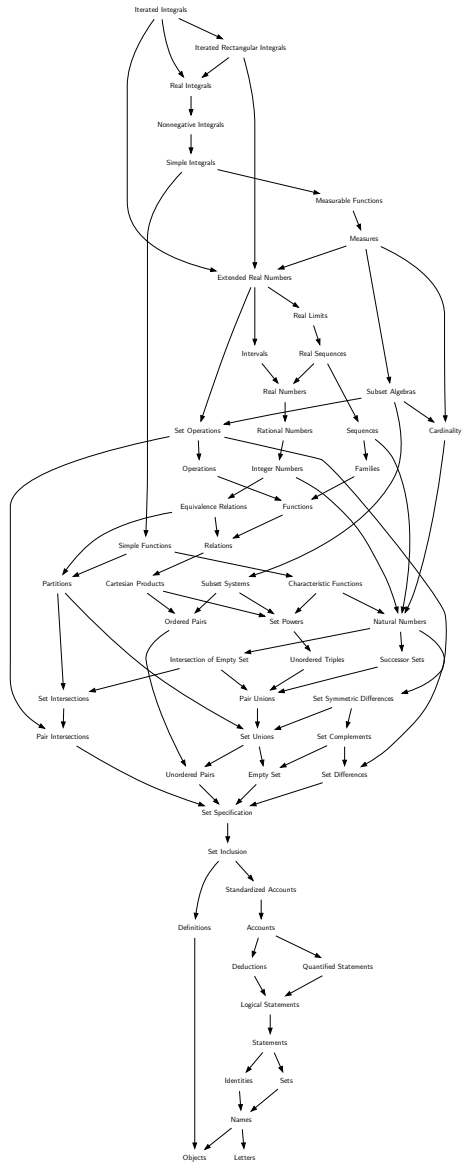 Iterated Integrals
Iterated Rectangular Integrals
Real Integrals
Nonnegative Integrals
Simple Integrals
Measurable Functions
Measures
Extended Real Numbers
Real Limits
Intervals
Real Sequences
Real Numbers
Subset Algebras
Set Operations
Rational Numbers
Sequences
Cardinality
Operations
Integer Numbers
Families
Equivalence Relations
Functions
Simple Functions
Relations
Partitions
Cartesian Products
Subset Systems
Characteristic Functions
Ordered Pairs
Set Powers
Natural Numbers
Intersection of Empty Set
Unordered Triples
Successor Sets
Set Intersections
Pair Unions
Set Symmetric Differences
Pair Intersections
Set Unions
Set Complements
Unordered Pairs
Empty Set
Set Differences
Set Specification
Set Inclusion
Standardized Accounts
Definitions
Accounts
Deductions
Quantified Statements
Logical Statements
Statements
Identities
Sets
Names
Objects
Letters